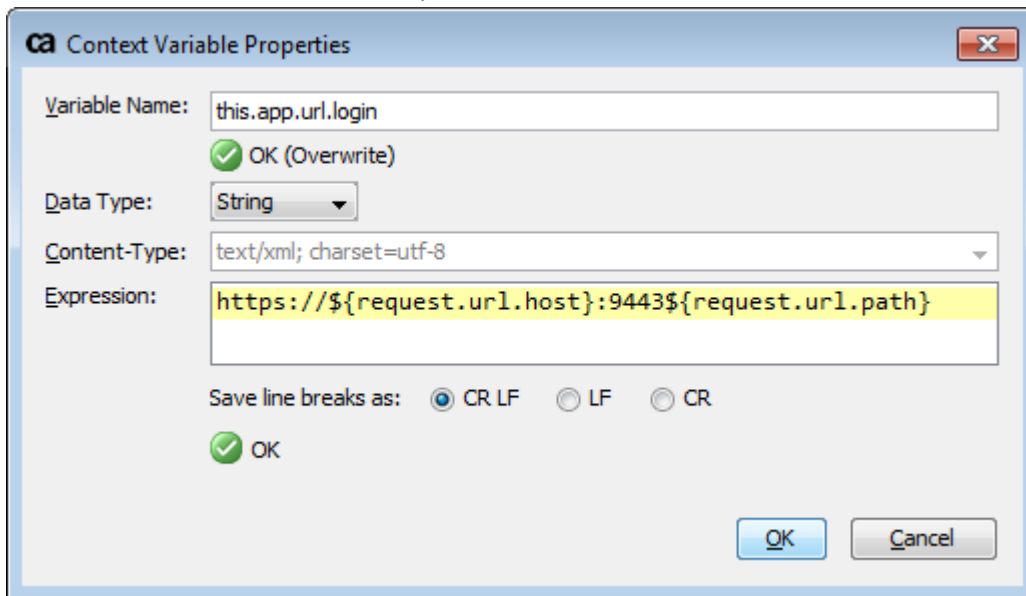 ca Context Variable Properties
Variable Name: this.app.url.login
OK (Overwrite)
Data Type: String
Content-Type: text/xml; charset=utf-8
Expression: https://${request.url.host}:9443${request.url.path}
Save line breaks as: CR LF LF CR
OK
OK Cancel